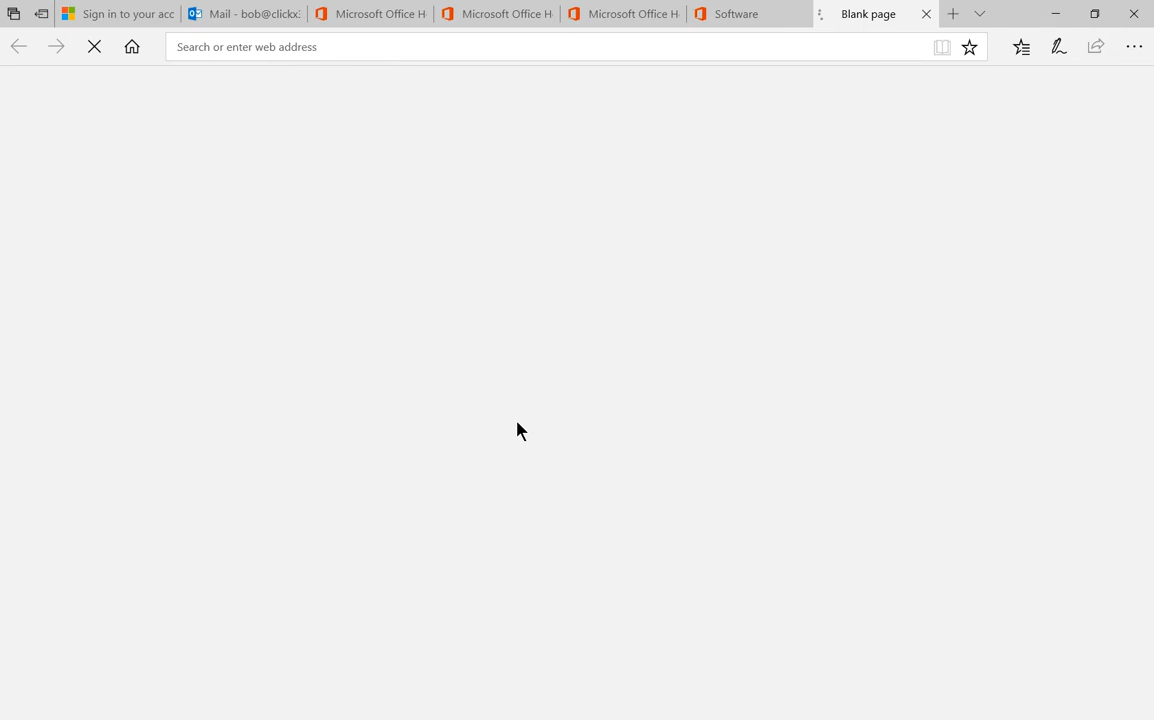 Sign in to your acc
Mail - bob@clickx
Microsoft Office H
Microsoft Office H
Microsoft Office H
Software
Blank page
Search or enter web address